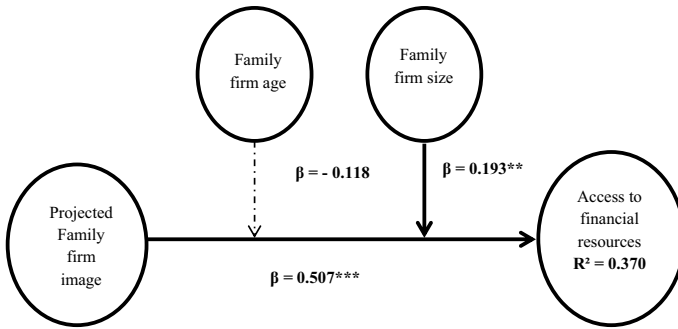 Family
firm age
Family
firm size
β = - 0.118
β = 0.193**
Projected
Family
firm
image
Access to
financial
resources
R² = 0.370
β = 0.507***